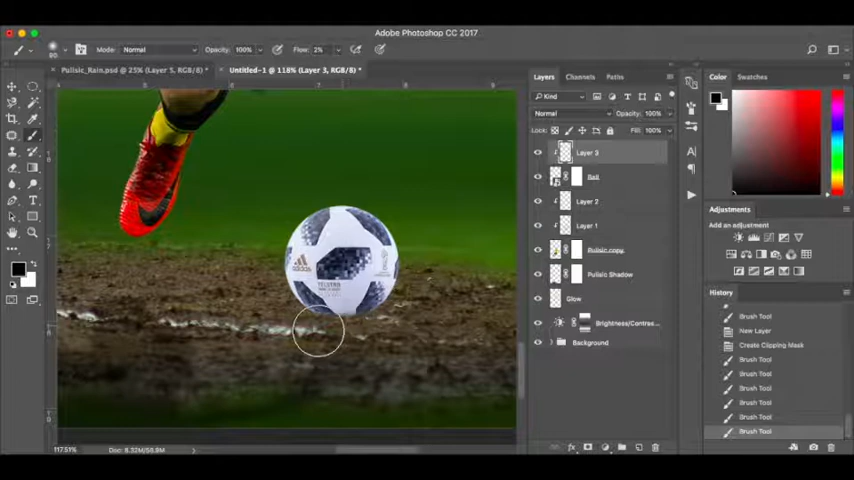 Adobe Photoshop CC 2017
Mode: Normal
Opacity: 100%
Flow: 2%
Pulisic_Rain.psd @ 25% (Layer 5, RGB/8) *
Untitled-1 @ 118% (Layer 3, RGB/8) *
adidas
TELSTAR
117.51%
Doc: 8.32M/58.8M
Layers
Channels
Paths
Kind
Normal
Opacity: 100%
Lock:
Fill: 100%
Layer 3
Ball
Layer 2
Layer 1
Pulisic copy
Pulisic Shadow
Glow
Brightness/Contras...
Background
Color
Swatches
Adjustments
Add an adjustment
History
Brush Tool
New Layer
Create Clipping Mask
Brush Tool
Brush Tool
Brush Tool
Brush Tool
Brush Tool
Brush Tool